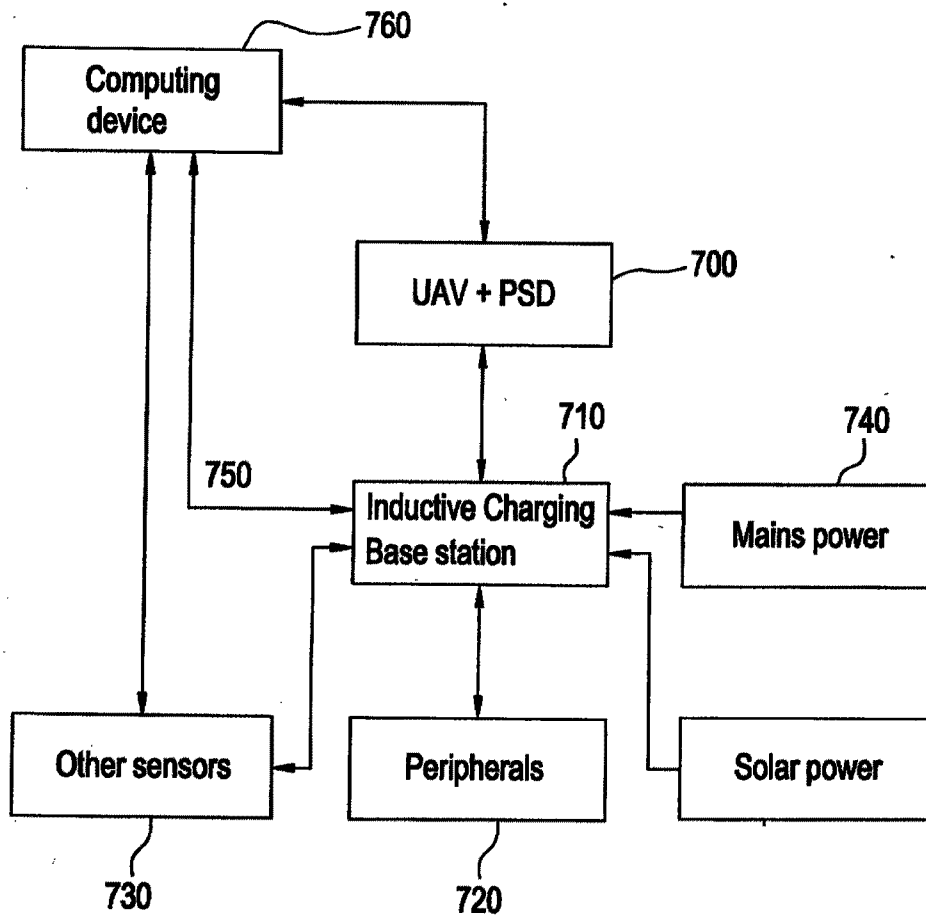 760
Computing
device
700
UAV + PSD
710
740
750
Inductive Charging
Base station
Mains power
Other sensors
Peripherals
Solar power
730
720